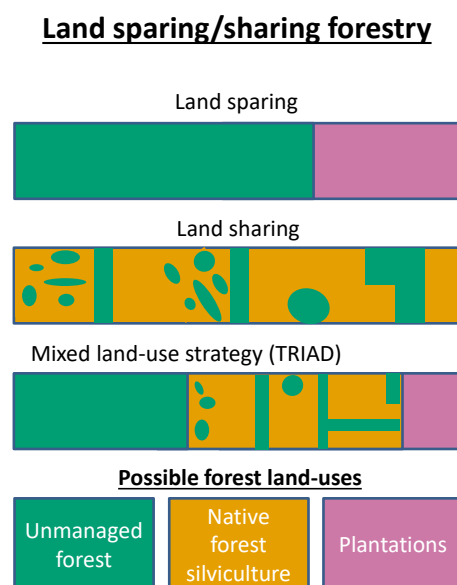 Land sparing/sharing forestry
Land sparing
Land sharing
Mixed land-use strategy (TRIAD)
Possible forest land-uses
Unmanaged
forest
Native
forest
silviculture
Plantations